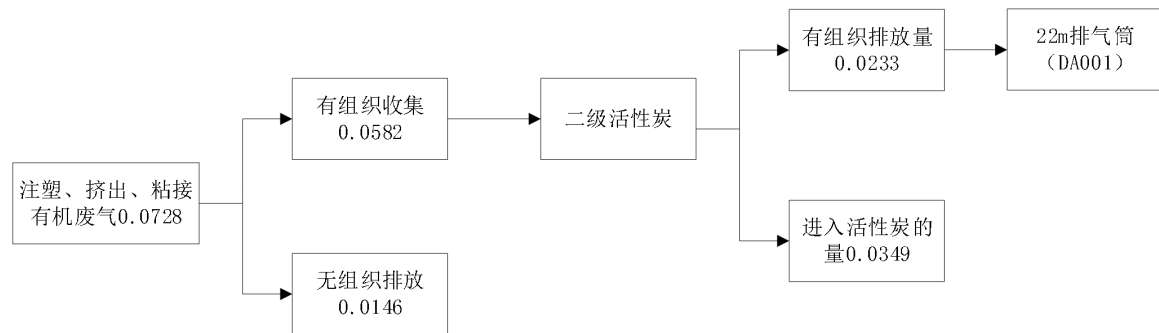 注塑、挤出、粘接
有机废气0.0728
有组织收集
0.0582
无组织排放
0.0146
二级活性炭
有组织排放量
0.0233
进入活性炭的
量0.0349
22m排气筒
（DA001）